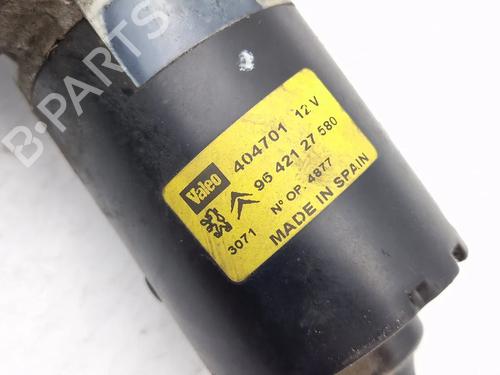 B-PARTS
Valeo 404701 12 V
96 421 27 580
3071 Nº OP. 4877
MADE IN SPAIN